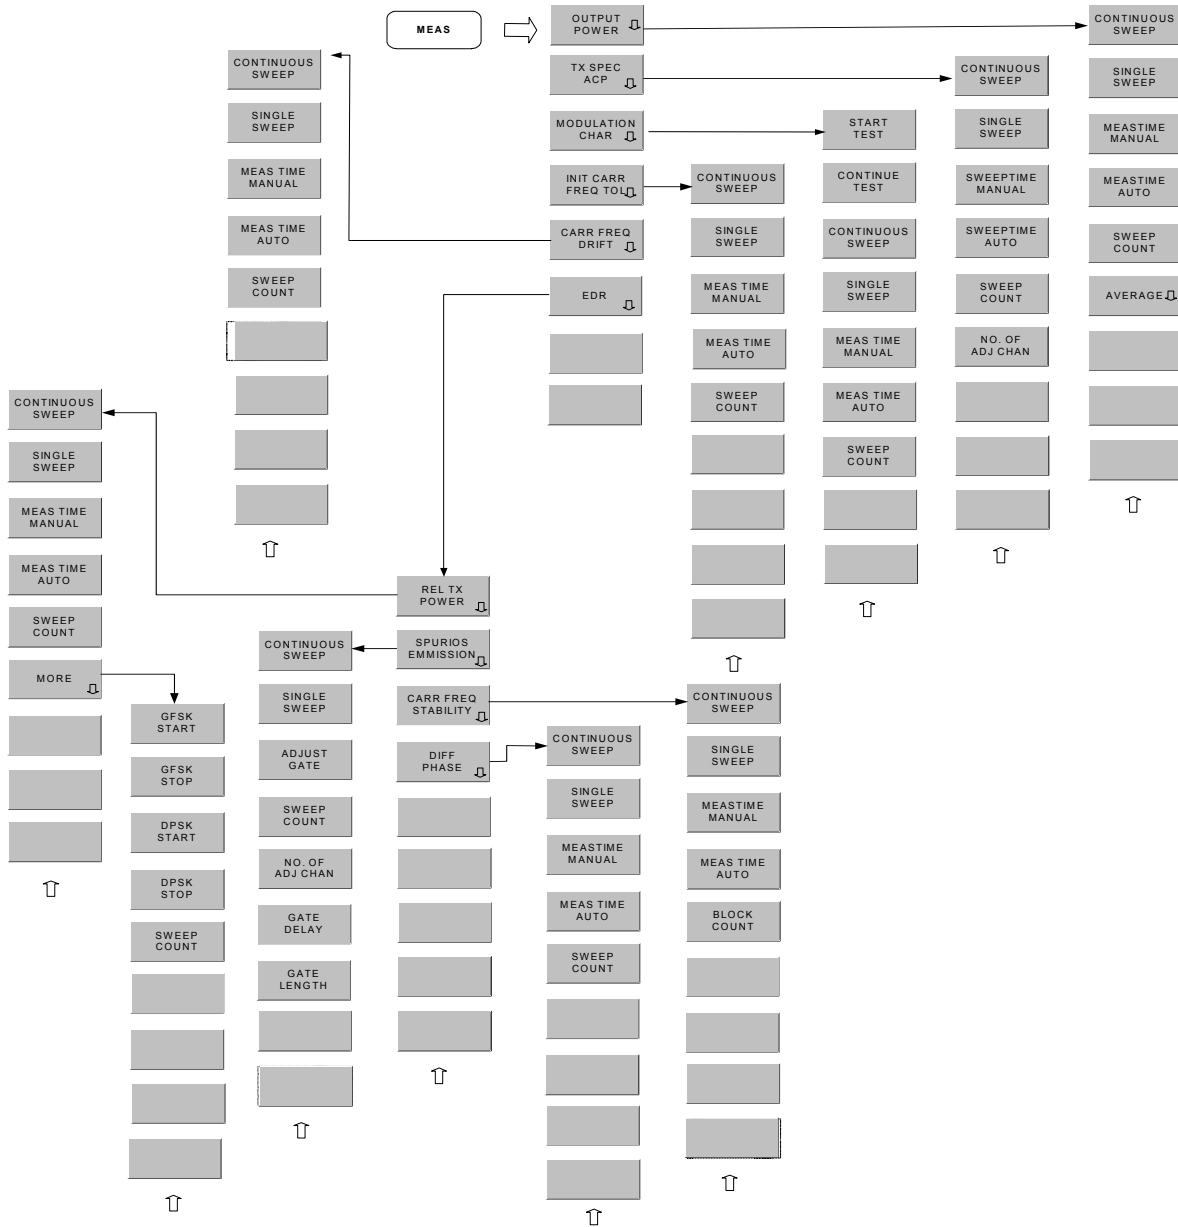 MEAS
OUTPUT
POWER
TX SPEC
ACP
MODULATION
CHAR
INIT CARR
FREQ TOL
CARR FREQ
DRIFT
EDR
CONTINUOUS
SWEEP
SINGLE
SWEEP
MEASTIME
MANUAL
MEASTIME
AUTO
SWEEP
COUNT
AVERAGE
CONTINUOUS
SWEEP
SINGLE
SWEEP
SWEEPTIME
MANUAL
SWEEPTIME
AUTO
SWEEP
COUNT
NO. OF
ADJ CHAN
START
TEST
CONTINUE
TEST
CONTINUOUS
SWEEP
SINGLE
SWEEP
MEAS TIME
MANUAL
MEAS TIME
AUTO
SWEEP
COUNT
CONTINUOUS
SWEEP
SINGLE
SWEEP
MEAS TIME
MANUAL
MEAS TIME
AUTO
SWEEP
COUNT
CONTINUOUS
SWEEP
SINGLE
SWEEP
MEAS TIME
MANUAL
MEAS TIME
AUTO
SWEEP
COUNT
REL TX
POWER
SPURIOS
EMMISSION
CARR FREQ
STABILITY
DIFF
PHASE
CONTINUOUS
SWEEP
SINGLE
SWEEP
MEAS TIME
MANUAL
MEAS TIME
AUTO
SWEEP
COUNT
MORE
GFSK
START
GFSK
STOP
DPSK
START
DPSK
STOP
SWEEP
COUNT
CONTINUOUS
SWEEP
SINGLE
SWEEP
ADJUST
GATE
SWEEP
COUNT
NO. OF
ADJ CHAN
GATE
DELAY
GATE
LENGTH
CONTINUOUS
SWEEP
SINGLE
SWEEP
MEASTIME
MANUAL
MEAS TIME
AUTO
BLOCK
COUNT
CONTINUOUS
SWEEP
SINGLE
SWEEP
MEASTIME
MANUAL
MEAS TIME
AUTO
SWEEP
COUNT